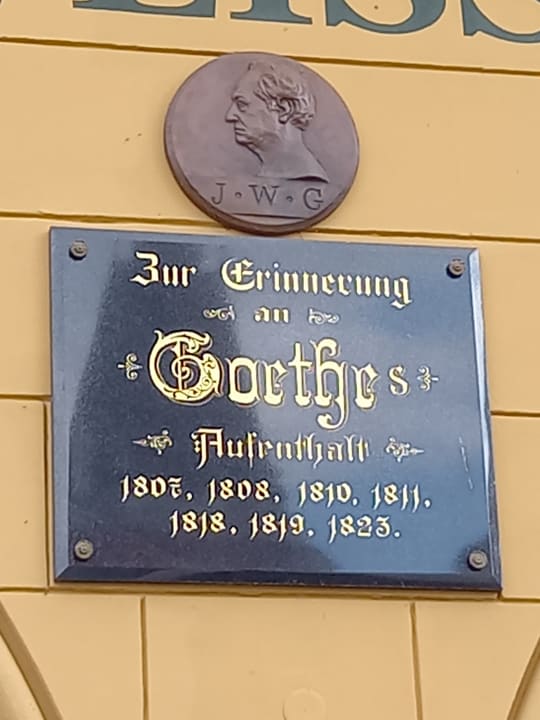 J·W·G
Zur Erinnerung
an
Goethes
Aufenthalt
1807, 1808, 1810, 1811,
1818, 1819, 1823.